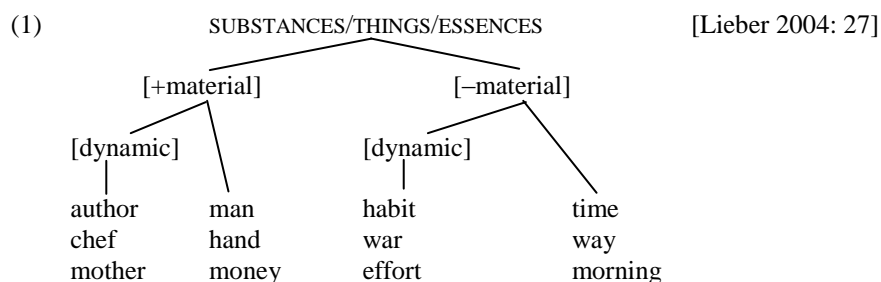 (1) SUBSTANCES/THINGS/ESSENCES [Lieber 2004: 27]
[+material] [–material]
[dynamic] [dynamic]
author man habit time
chef hand war way
mother money effort morning